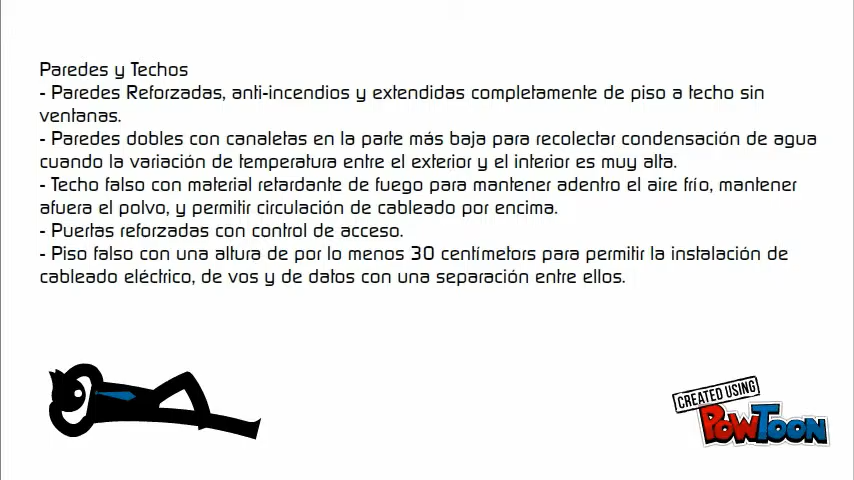 Paredes y Techos
- Paredes Reforzadas, anti-incendios y extendidas completamente de piso a techo sin
ventanas.
- Paredes dobles con canaletas en la parte más baja para recolectar condensación de agua
cuando la variación de temperatura entre el exterior y el interior es muy alta.
- Techo falso con material retardante de fuego para mantener adentro el aire frío, mantener
afuera el polvo, y permitir circulación de cableado por encima.
- Puertas reforzadas con control de acceso.
- Piso falso con una altura de por lo menos 30 centímetors para permitir la instalación de
cableado eléctrico, de vos y de datos con una separación entre ellos.
CREATED USING
POWTOON